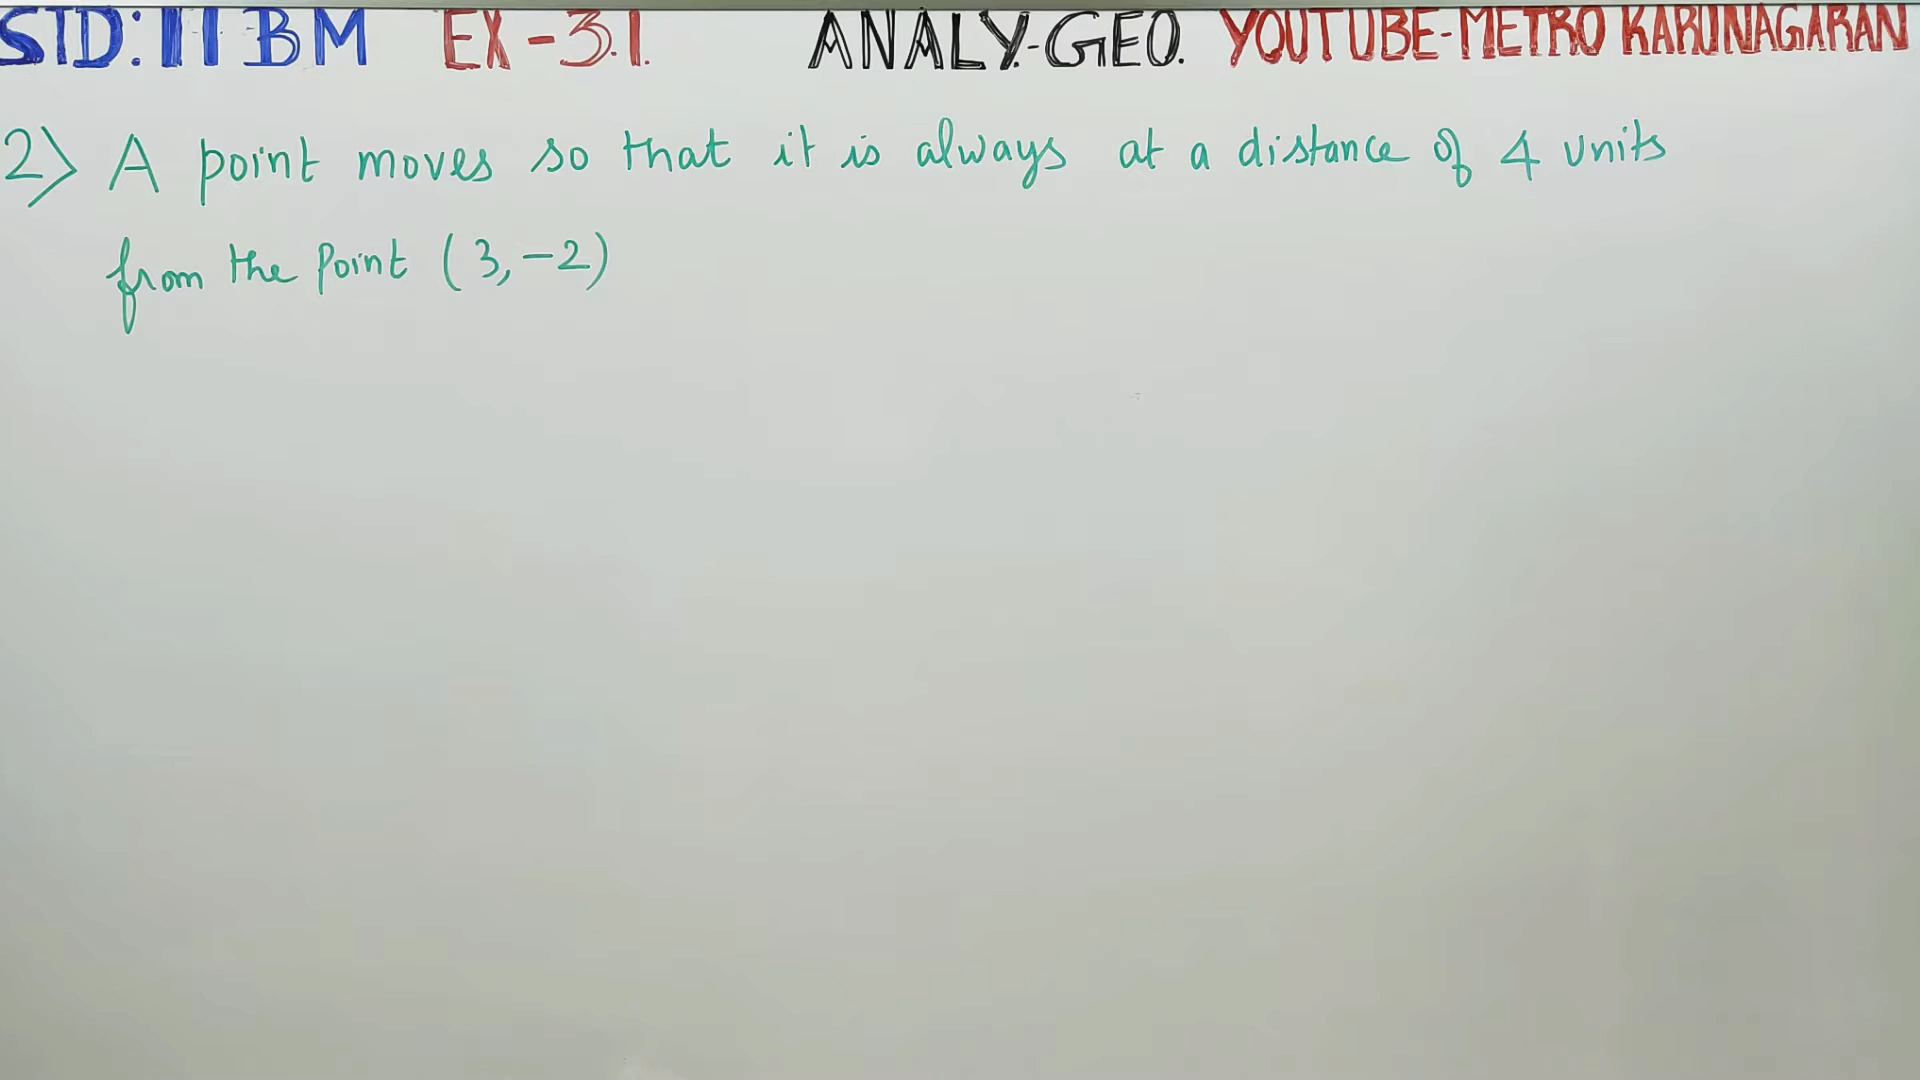 STD: 11 BM EX-3.1. ANALY.GEO. YOUTUBE-METRO KARUNAGARAN
2) A point moves so that it is always at a distance of 4 units
from the point (3,-2)